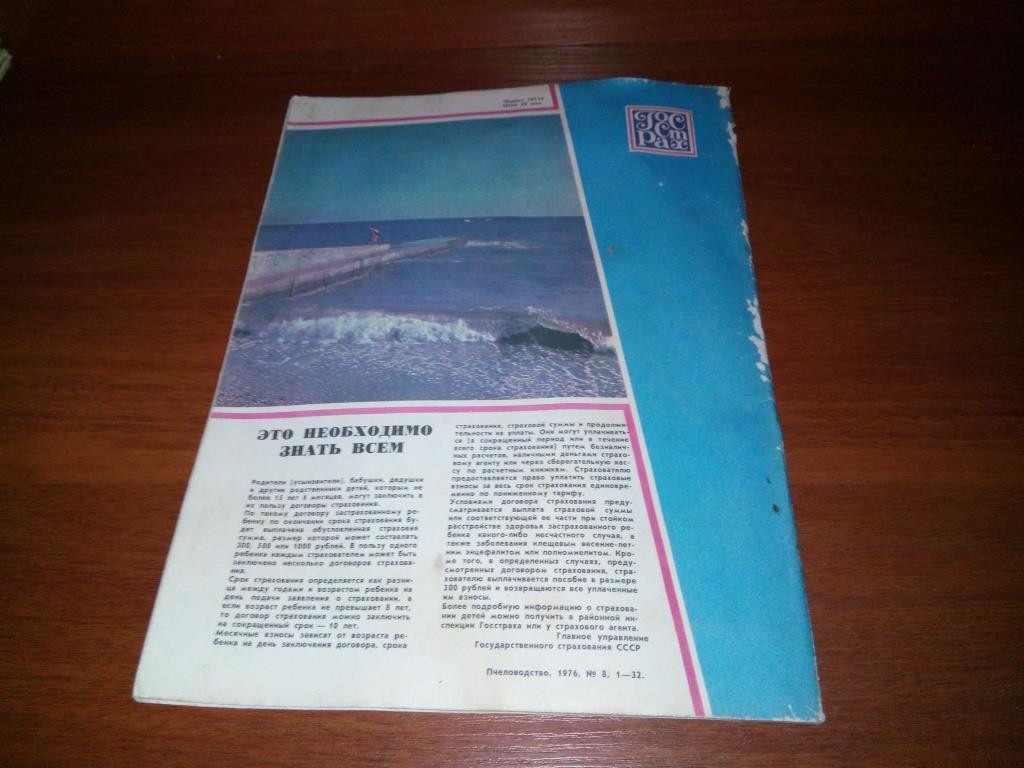 Индекс 70737
Цена 40 коп.
Гос
Ст
Рах
ЭТО НЕОБХОДИМО
ЗНАТЬ ВСЕМ
Родители (усыновители), бабушки, дедушки
и другие родственники детей, которым не
более 15 лет 6 месяцев, могут заключить в
их пользу договоры страхования.
По такому договору застрахованному ре-
бенку по окончании срока страхования бу-
дет выплачена обусловленная страховая
сумма, размер которой может составлять
300, 500 или 1000 рублей. В пользу одного
ребенка каждым страхователем может быть
заключено несколько договоров страхова-
ния.
Срок страхования определяется как разни-
ца между годами и возрастом ребенка на
день подачи заявления о страховании, а
если возраст ребенка не превышает 8 лет,
то договор страхования можно заключить
на сокращенный срок — 10 лет.
Месячные взносы зависят от возраста ре-
бенка на день заключения договора, срока
страхования, страховой суммы и продолжи-
тельности их уплаты. Они могут уплачивать-
ся (в сокращенный период или в течение
всего срока страхования) путем безналич-
ных расчетов, наличными деньгами страхо-
вому агенту или через сберегательную кас-
су по расчетным книжкам. Страхователю
предоставляется право уплатить страховые
взносы за весь срок страхования единовре-
менно по пониженному тарифу.
Условиями договора страхования преду-
сматривается выплата страховой суммы
или соответствующей ее части при стойком
расстройстве здоровья застрахованного ре-
бенка от какого-либо несчастного случая, а
также заболевания клещевым весенне-лет-
ним энцефалитом или полиомиелитом. Кро-
ме того, в определенных случаях, преду-
смотренных договором страхования, стра-
хователю выплачивается пособие в размере
200 рублей и возвращаются все уплаченные
им взносы.
Более подробную информацию о страхова-
нии детей можно получить в районной ин-
спекции Госстраха или у страхового агента.
Главное управление
Государственного страхования СССР
Пчеловодство, 1976, № 8, 1—32.